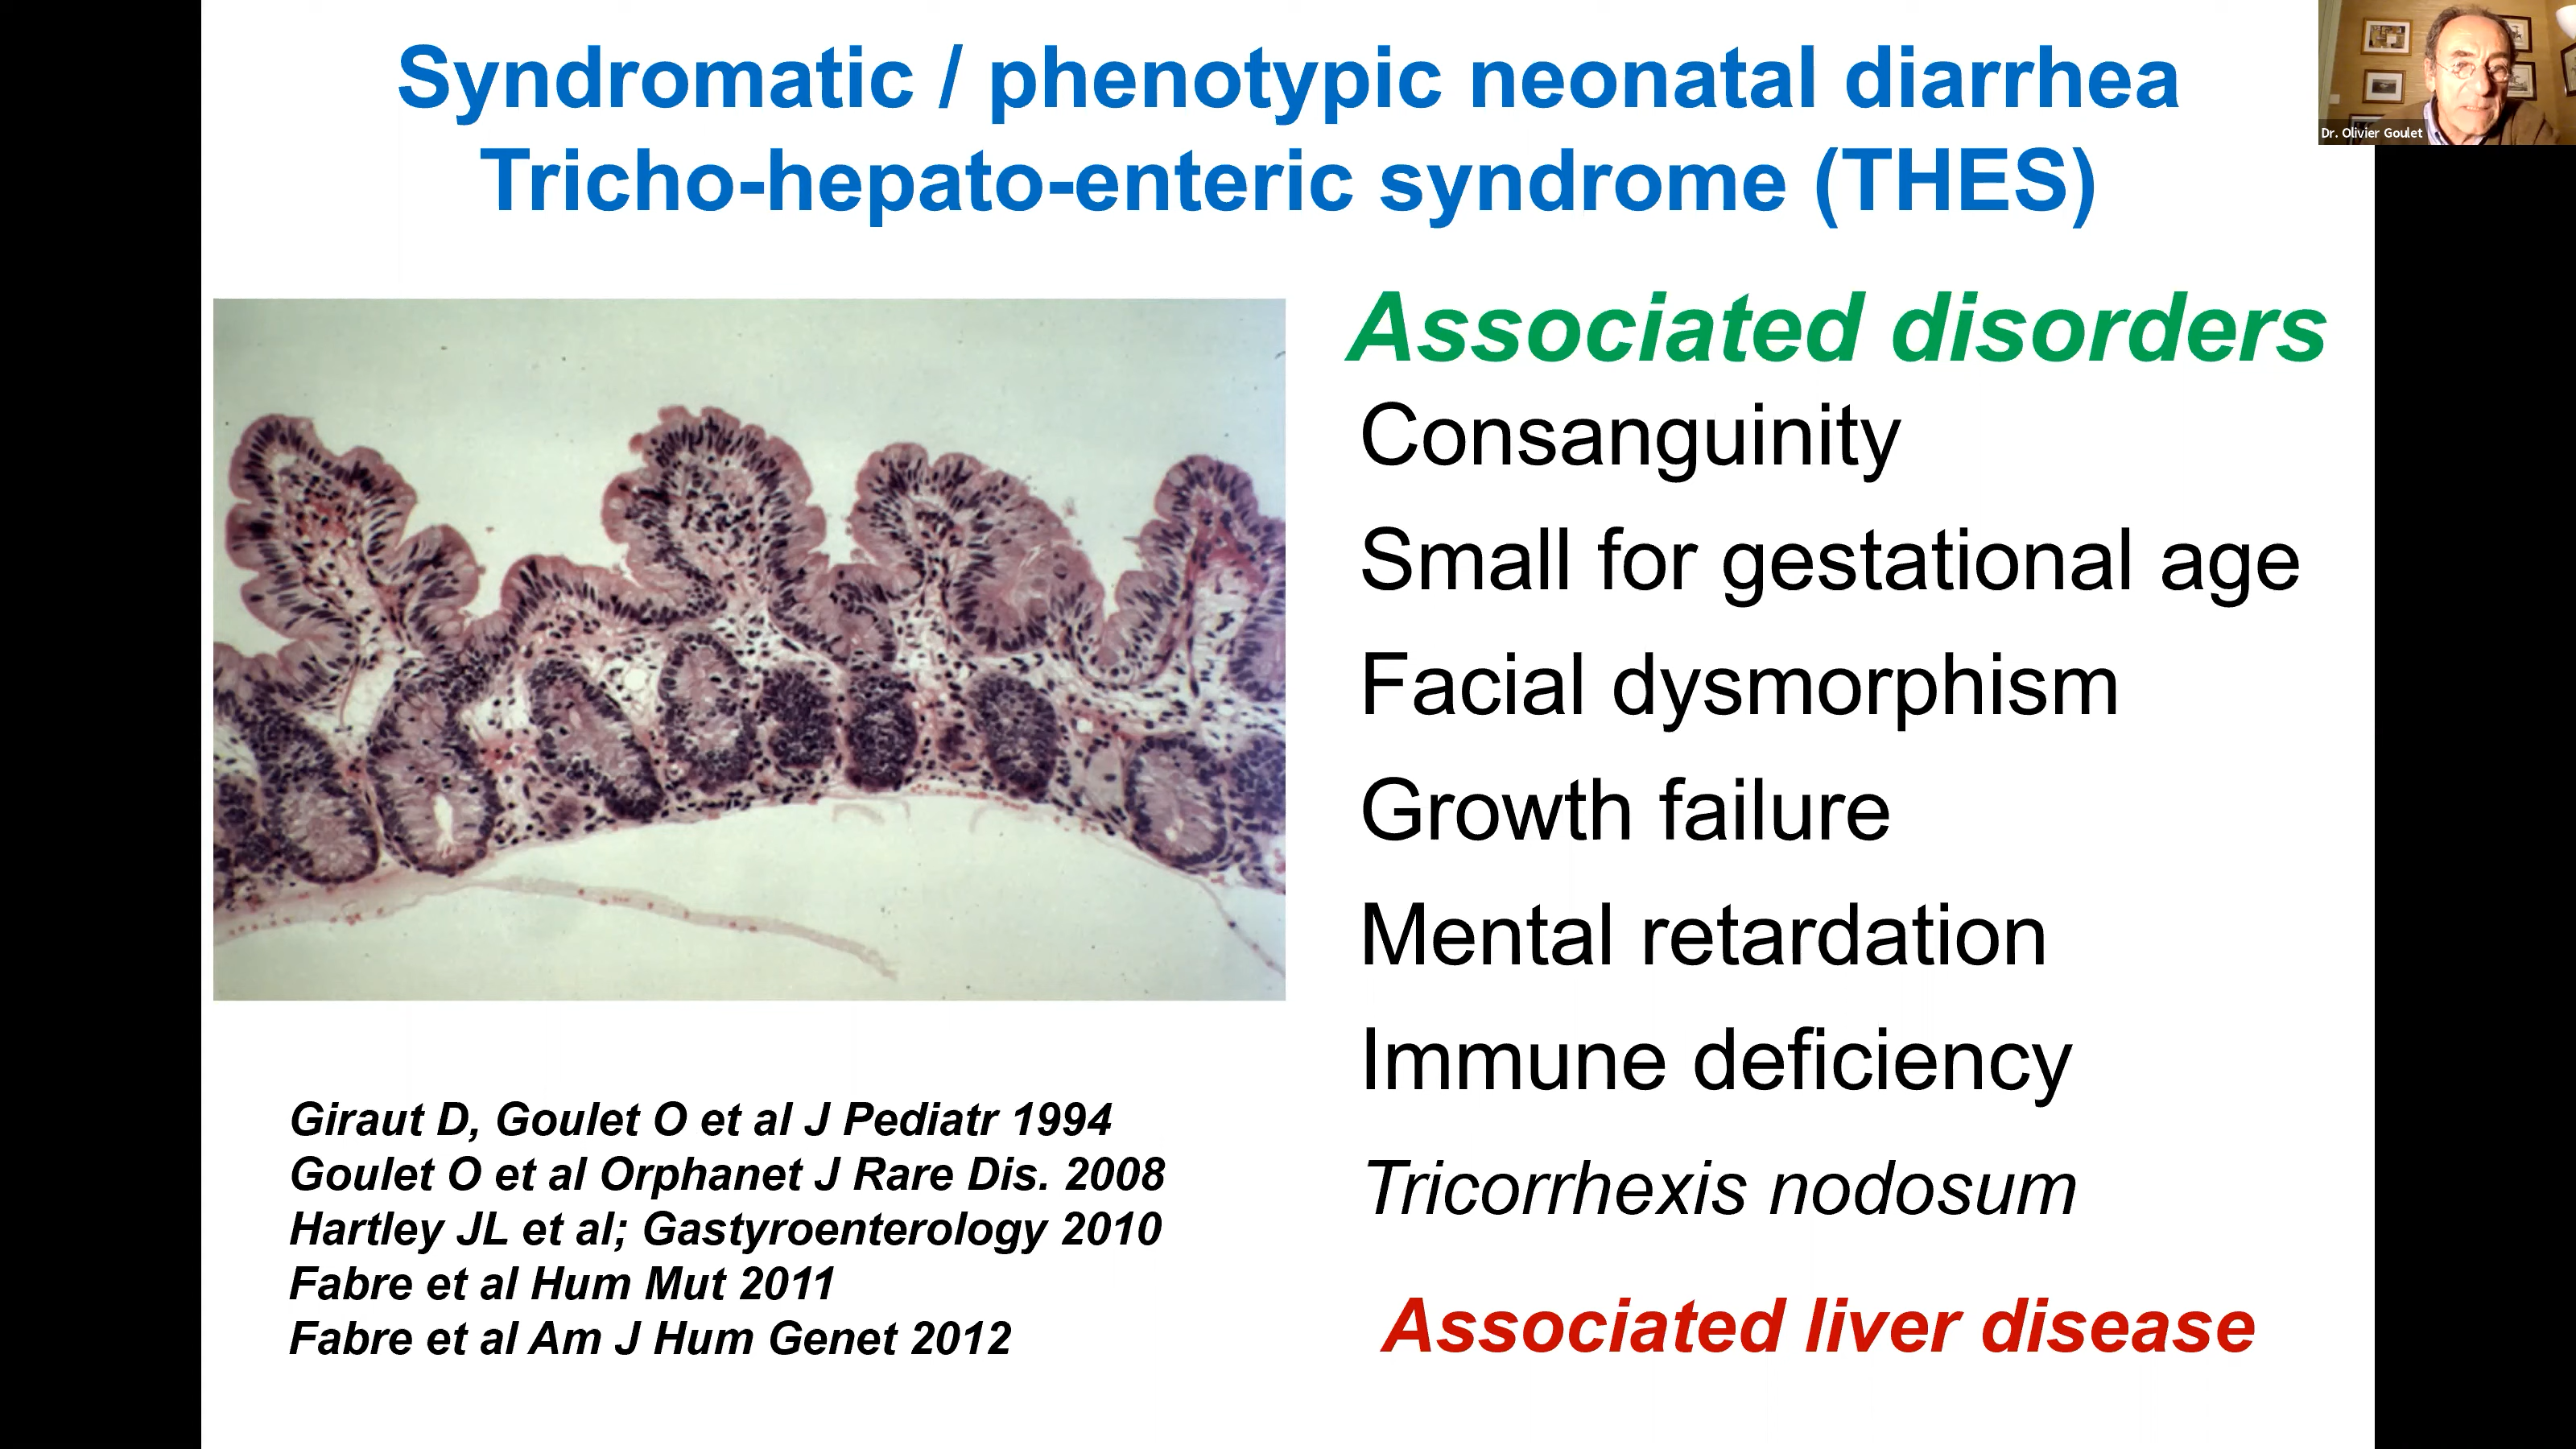 Syndromatic / phenotypic neonatal diarrhea
Tricho-hepato-enteric syndrome (THES)
Dr. Olivier Goulet
Associated disorders
Consanguinity
Small for gestational age
Facial dysmorphism
Growth failure
Mental retardation
Immune deficiency
Tricorrhexis nodosum
Associated liver disease
Giraut D, Goulet O et al J Pediatr 1994
Goulet O et al Orphanet J Rare Dis. 2008
Hartley JL et al; Gastyroenterology 2010
Fabre et al Hum Mut 2011
Fabre et al Am J Hum Genet 2012